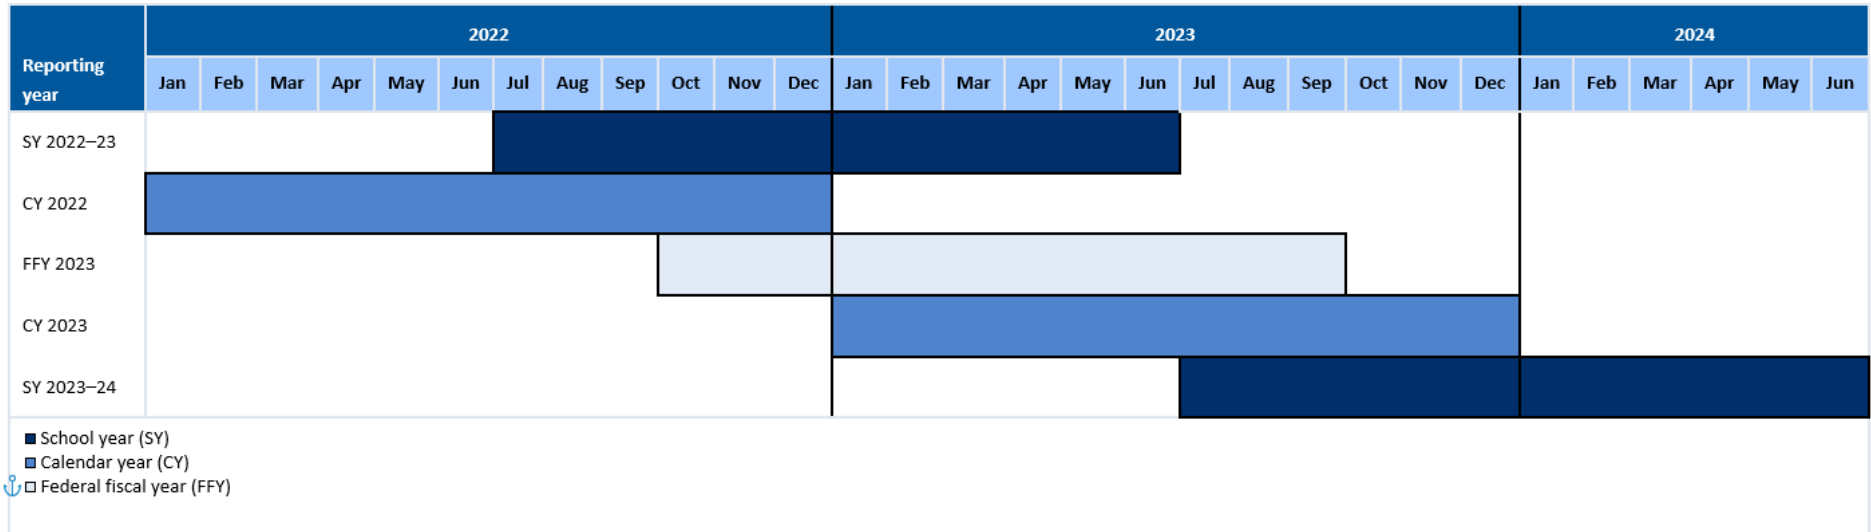 2022 2023 2024
Reporting
year
Jan Feb Mar Apr May Jun Jul Aug Sep Oct Nov Dec Jan Feb Mar Apr May Jun Jul Aug Sep Oct Nov Dec Jan Feb Mar Apr May Jun
SY 2022–23
CY 2022
FFY 2023
CY 2023
SY 2023–24
School year (SY)
Calendar year (CY)
Federal fiscal year (FFY)